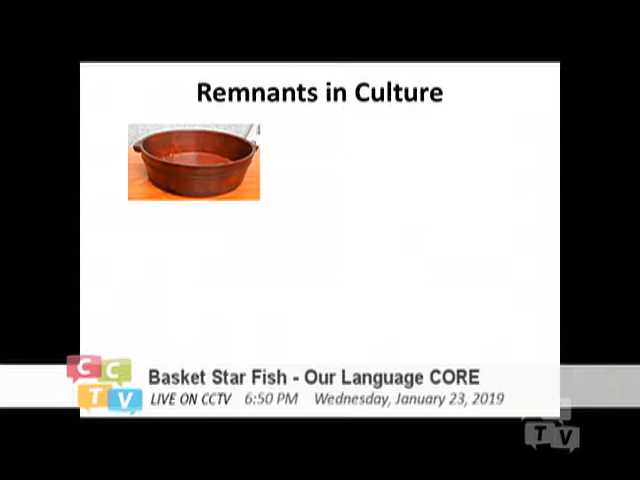 Remnants in Culture
Basket Star Fish - Our Language CORE
LIVE ON CCTV 6:50 PM Wednesday, January 23, 2019
CC
TV
TV